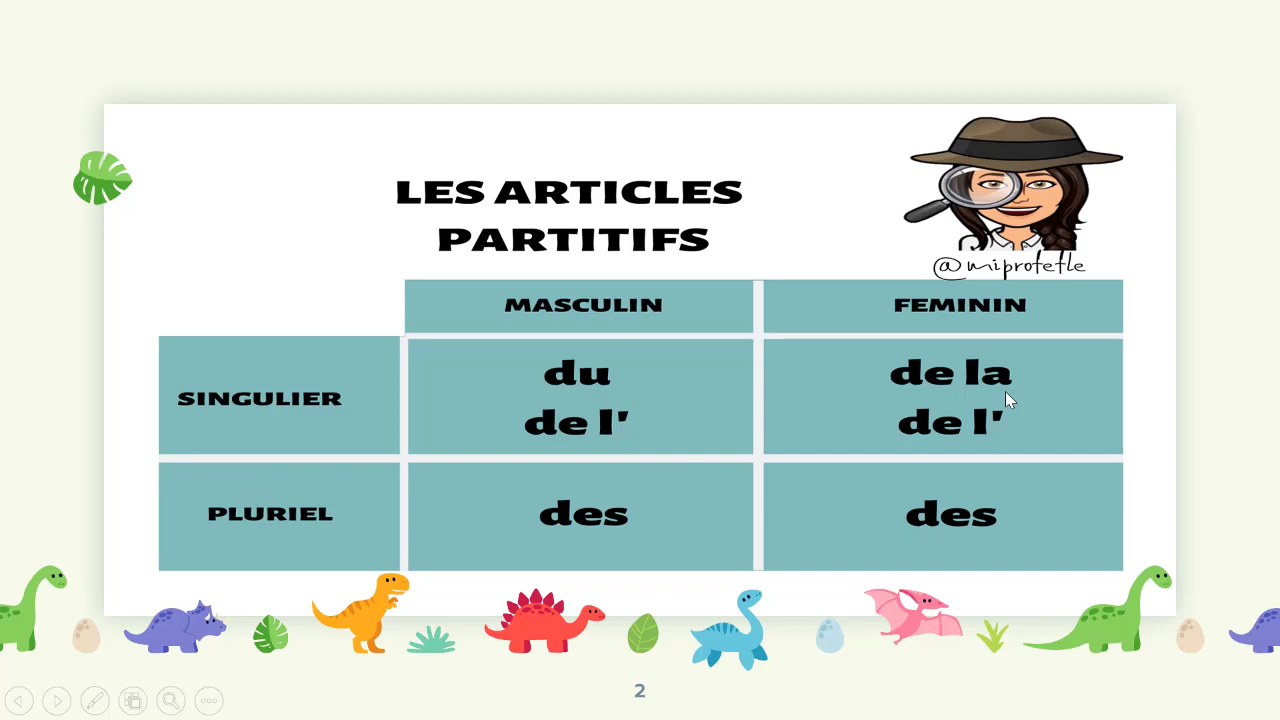 LES ARTICLES
PARTITIFS
@miprofefle
MASCULIN FEMININ
SINGULIER
du de la
de l' de l'
PLURIEL des des
2